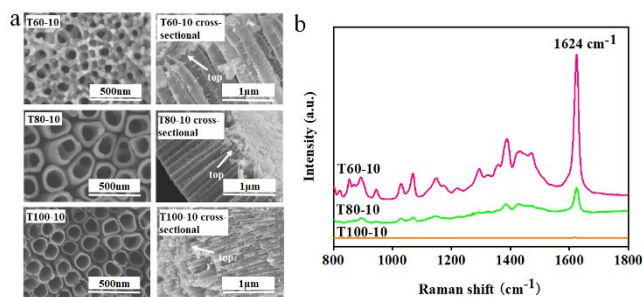 a
T60-10
500nm
T60-10 cross-
sectional
top
1μm
T80-10
500nm
T80-10 cross-
sectional
top
1μm
T100-10
500nm
T100-10 cross-
sectional
top
1μm
b
1624 cm⁻¹
Intensity (a.u.)
T60-10
T80-10
T100-10
800 1000 1200 1400 1600 1800
Raman shift (cm⁻¹)